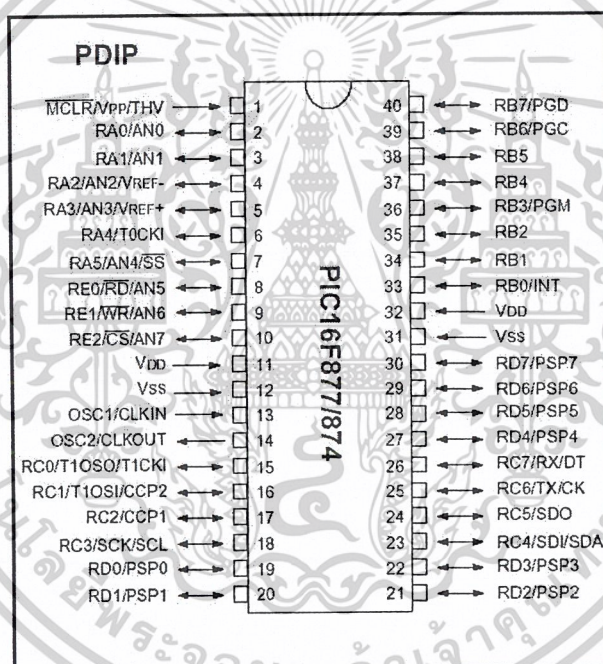 PDIP
MCLR/VPP/THV 1
RA0/AN0 2
RA1/AN1 3
RA2/AN2/VREF- 4
RA3/AN3/VREF+ 5
RA4/T0CKI 6
RA5/AN4/SS 7
RE0/RD/AN5 8
RE1/WR/AN6 9
RE2/CS/AN7 10
VDD 11
VSS 12
OSC1/CLKIN 13
OSC2/CLKOUT 14
RC0/T1OSO/T1CKI 15
RC1/T1OSI/CCP2 16
RC2/CCP1 17
RC3/SCK/SCL 18
RD0/PSP0 19
RD1/PSP1 20
PIC16F877/874
40 RB7/PGD
39 RB6/PGC
38 RB5
37 RB4
36 RB3/PGM
35 RB2
34 RB1
33 RB0/INT
32 VDD
31 VSS
30 RD7/PSP7
29 RD6/PSP6
28 RD5/PSP5
27 RD4/PSP4
26 RC7/RX/DT
25 RC6/TX/CK
24 RC5/SDO
23 RC4/SDI/SDA
22 RD3/PSP3
21 RD2/PSP2